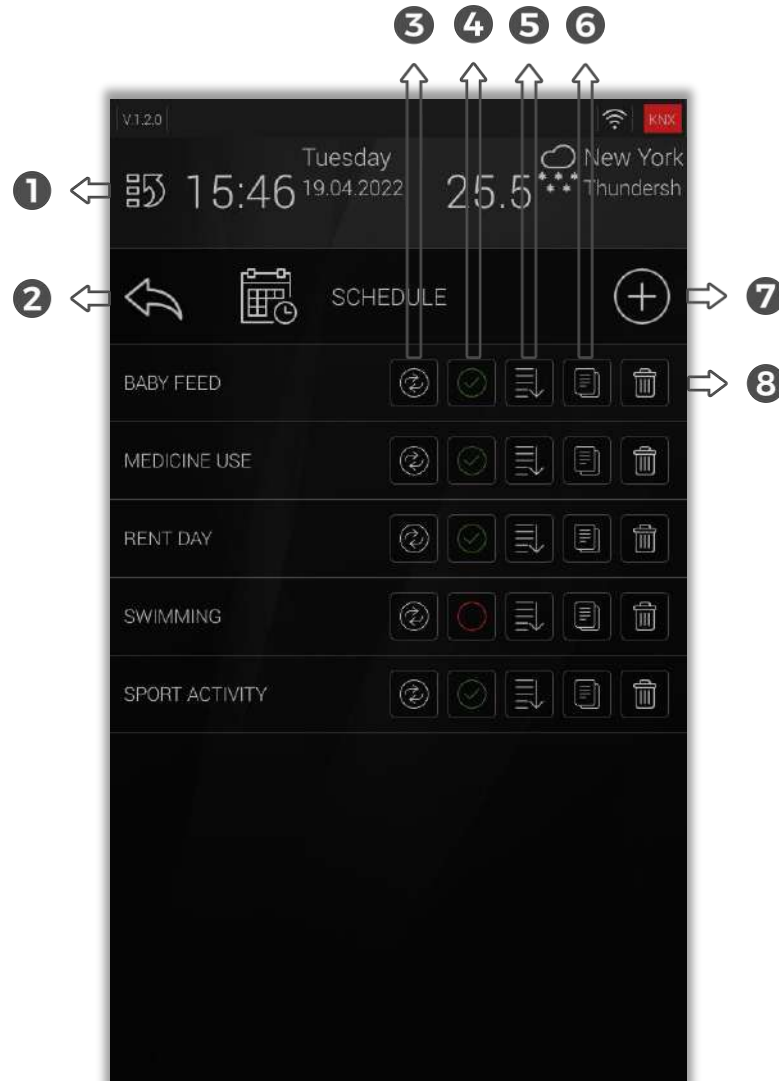 3 4 5 6
V.1.2.0 KNX
1 15:46 Tuesday 19.04.2022 25.5 New York Thundersh
2 SCHEDULE 7
BABY FEED 8
MEDICINE USE
RENT DAY
SWIMMING
SPORT ACTIVITY